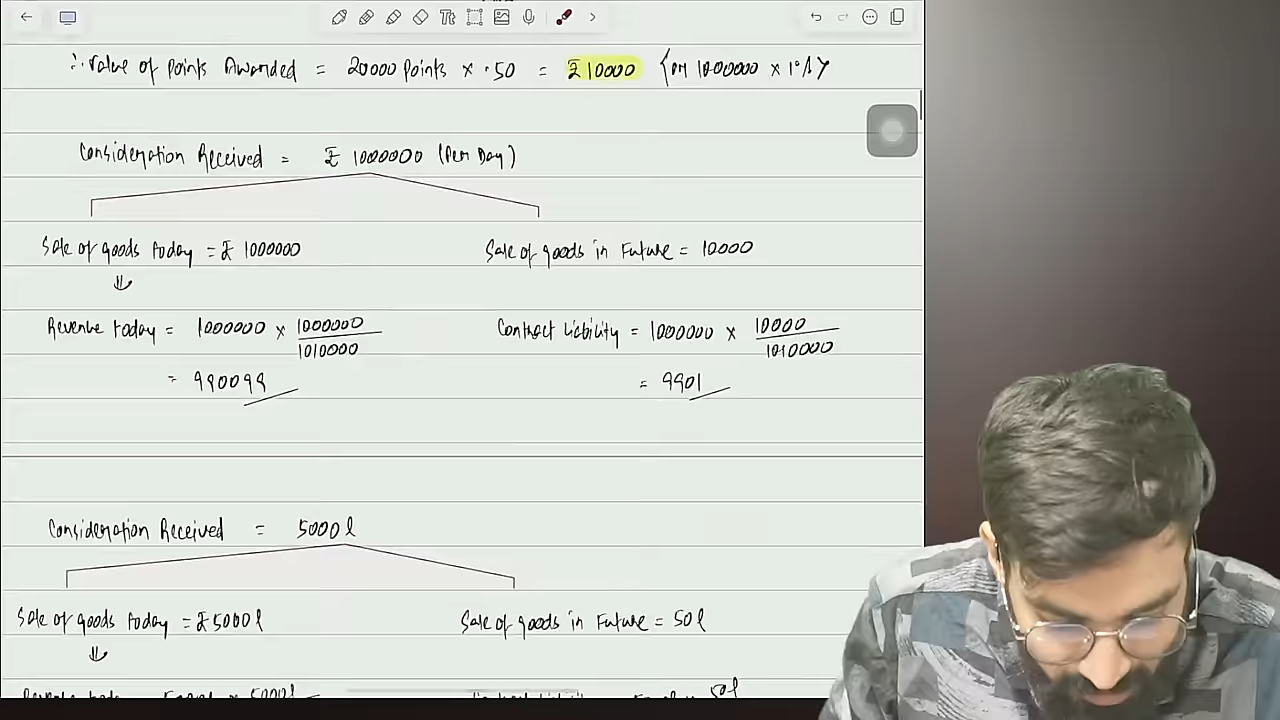 ∴ Value of Points Awarded = 20000 Points × .50 = ₹ 10000 {or 1000000 × 1%}
Consideration Received = ₹ 1000000 (Per Day)
Sale of goods today = ₹ 1000000
Sale of goods in Future = 10000
Revenue today = 1000000 × 1000000 / 1010000
= 990099
Contract liability = 1000000 × 10000 / 1010000
= 9901
Consideration Received = 5000 l
Sale of goods today = ₹ 5000 l
Sale of goods in Future = 50 l